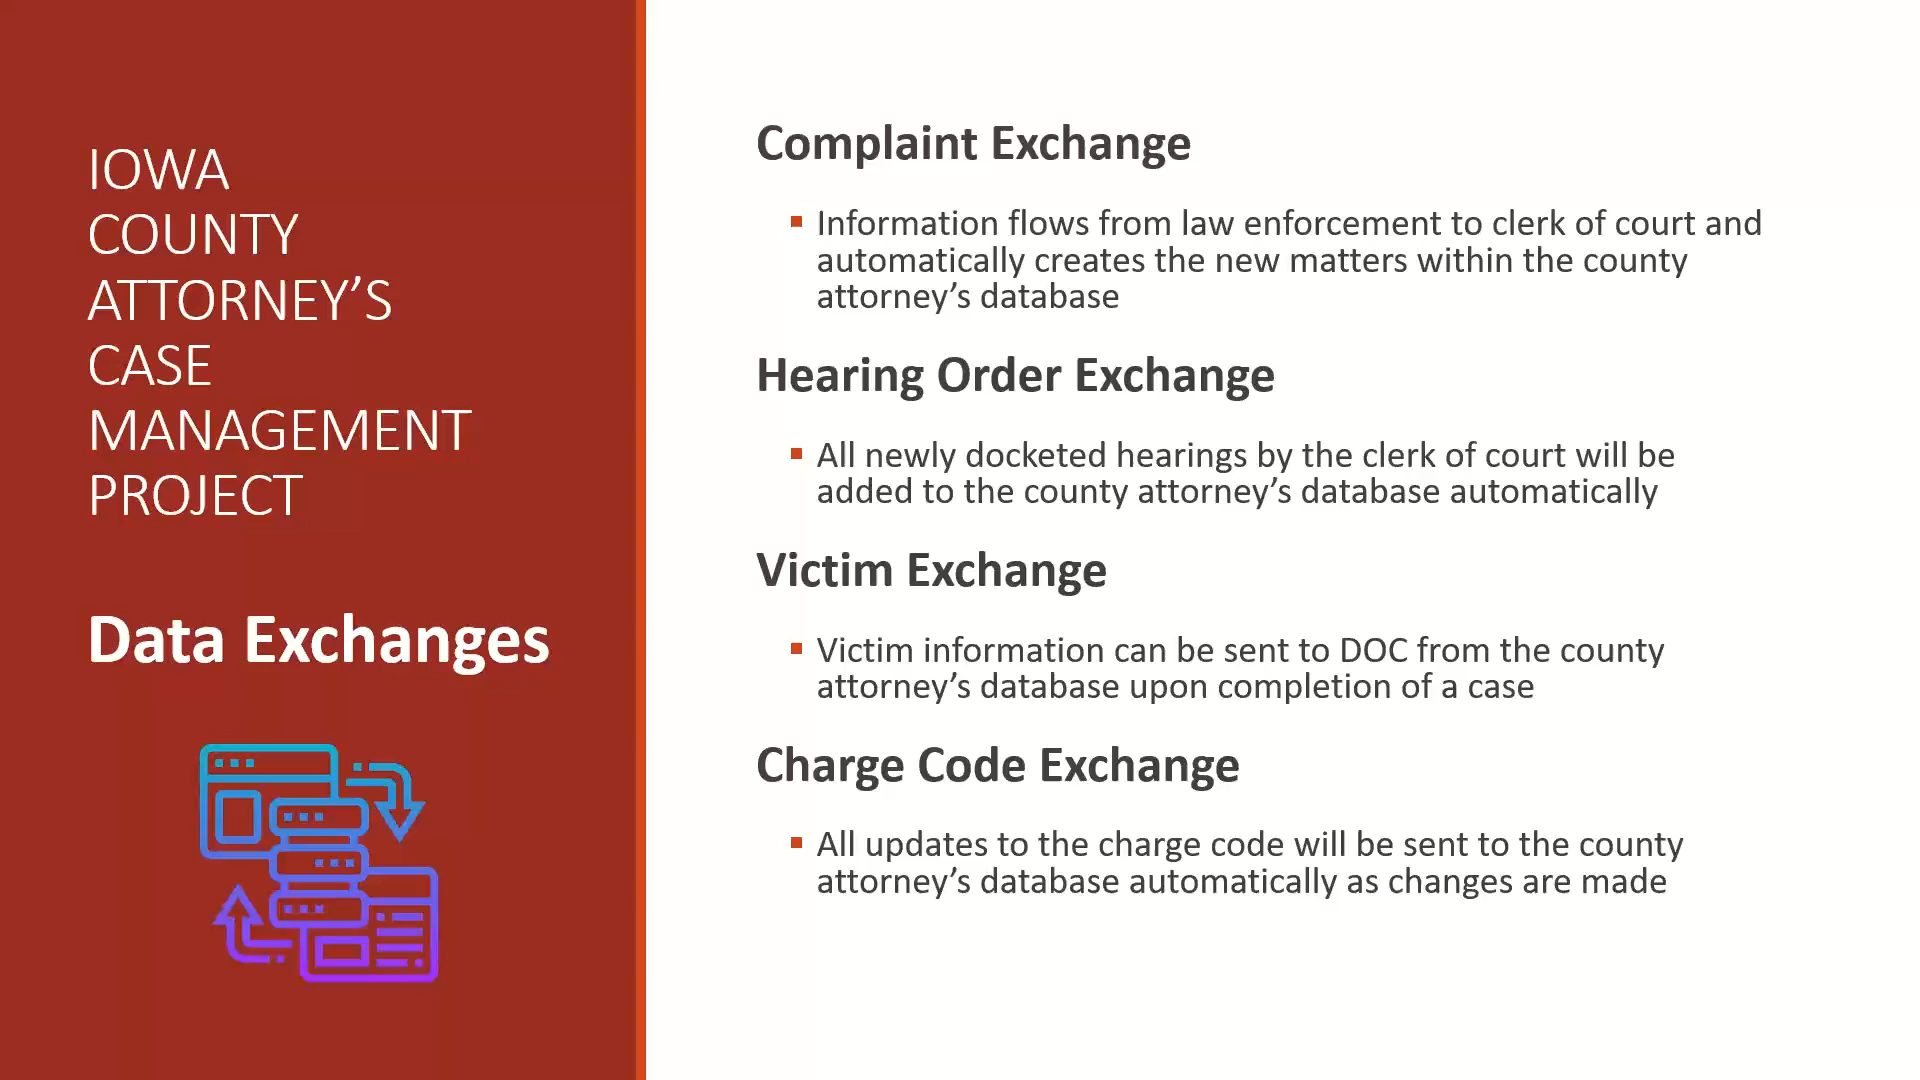 IOWA
COUNTY
ATTORNEY’S
CASE
MANAGEMENT
PROJECT
Data Exchanges
Complaint Exchange
Information flows from law enforcement to clerk of court and
automatically creates the new matters within the county
attorney’s database
Hearing Order Exchange
All newly docketed hearings by the clerk of court will be
added to the county attorney’s database automatically
Victim Exchange
Victim information can be sent to DOC from the county
attorney’s database upon completion of a case
Charge Code Exchange
All updates to the charge code will be sent to the county
attorney’s database automatically as changes are made